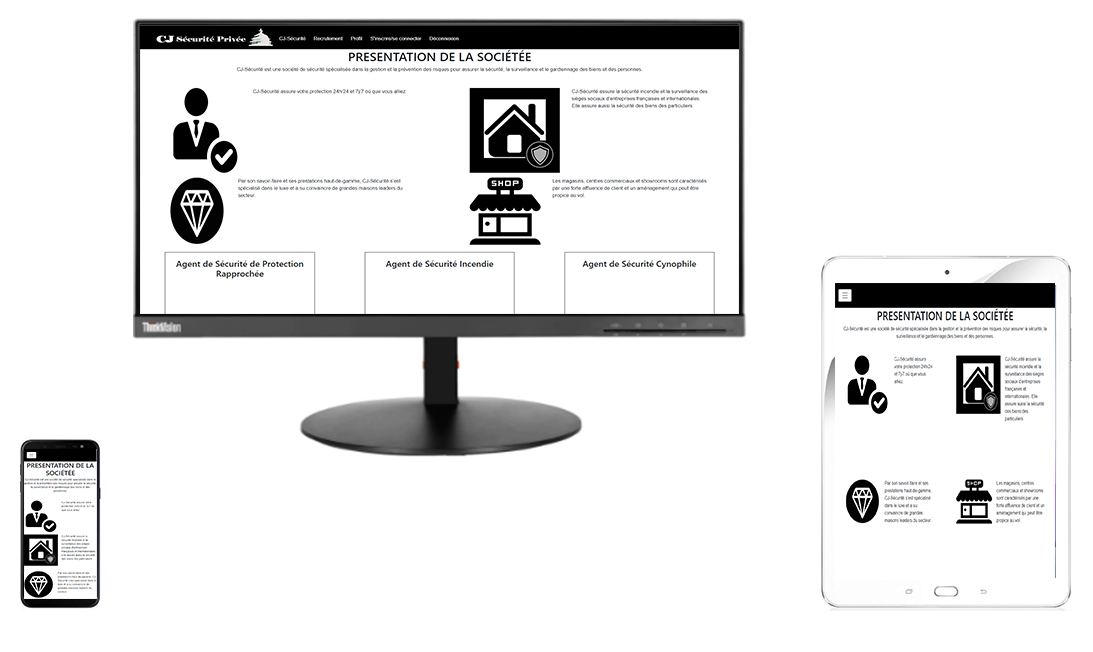 CJ Sécurité Privée
CJ-Sécurité Recrutement Profil S'inscrire/se connecter Déconnexion
PRESENTATION DE LA SOCIÉTÉE
CJ-Sécurité est une société de sécurité spécialisée dans la gestion et la prévention des risques pour assurer la sécurité, la surveillance et le gardiennage des biens et des personnes.
CJ-Sécurité assure votre protection 24h/24 et 7j/7 où que vous alliez.
CJ-Sécurité assure la sécurité incendie et la surveillance des
sièges sociaux d'entreprises françaises et internationales.
Elle assure aussi la sécurité des biens des particuliers
Par son savoir-faire et ses prestations haut-de-gamme, CJ-Sécurité s'est
spécialisé dans le luxe et a su convaincre de grandes maisons leaders du
secteur.
SHOP
Les magasins, centres commerciaux et showrooms sont caractérisés
par une forte affluence de client et un aménagement qui peut être
propice au vol.
Agent de Sécurité de Protection
Rapprochée
Agent de Sécurité Incendie
Agent de Sécurité Cynophile
ThinkVision
PRESENTATION DE LA SOCIÉTÉE
CJ-Sécurité est une société de sécurité spécialisée dans la gestion et la prévention des risques pour assurer la sécurité, la
surveillance et le gardiennage des biens et des personnes.
CJ-Sécurité assure
votre protection 24h/24
et 7j/7 où que vous
alliez.
CJ-Sécurité assure la
sécurité incendie et la
surveillance des sièges
sociaux d'entreprises
françaises et
internationales. Elle
assure aussi la sécurité
des biens des
particuliers
Par son savoir-faire et ses
prestations haut-de-gamme,
CJ-Sécurité s'est spécialisé
dans le luxe et a su
convaincre de grandes
maisons leaders du secteur.
SHOP
Les magasins, centres
commerciaux et showrooms
sont caractérisés par une
forte affluence de client et un
aménagement qui peut être
propice au vol.
PRESENTATION DE LA
SOCIÉTÉE